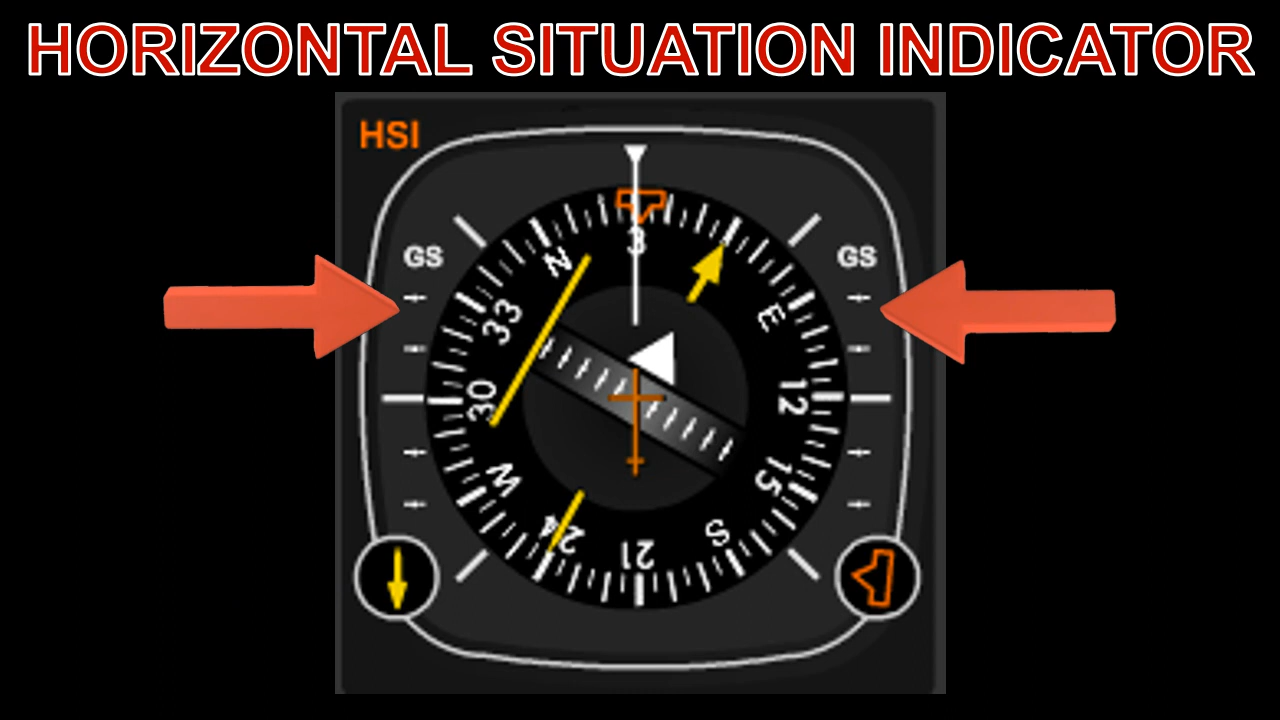 HORIZONTAL SITUATION INDICATOR
HSI
GS
GS
3
N
E
33
30
12
W
15
24
S
21